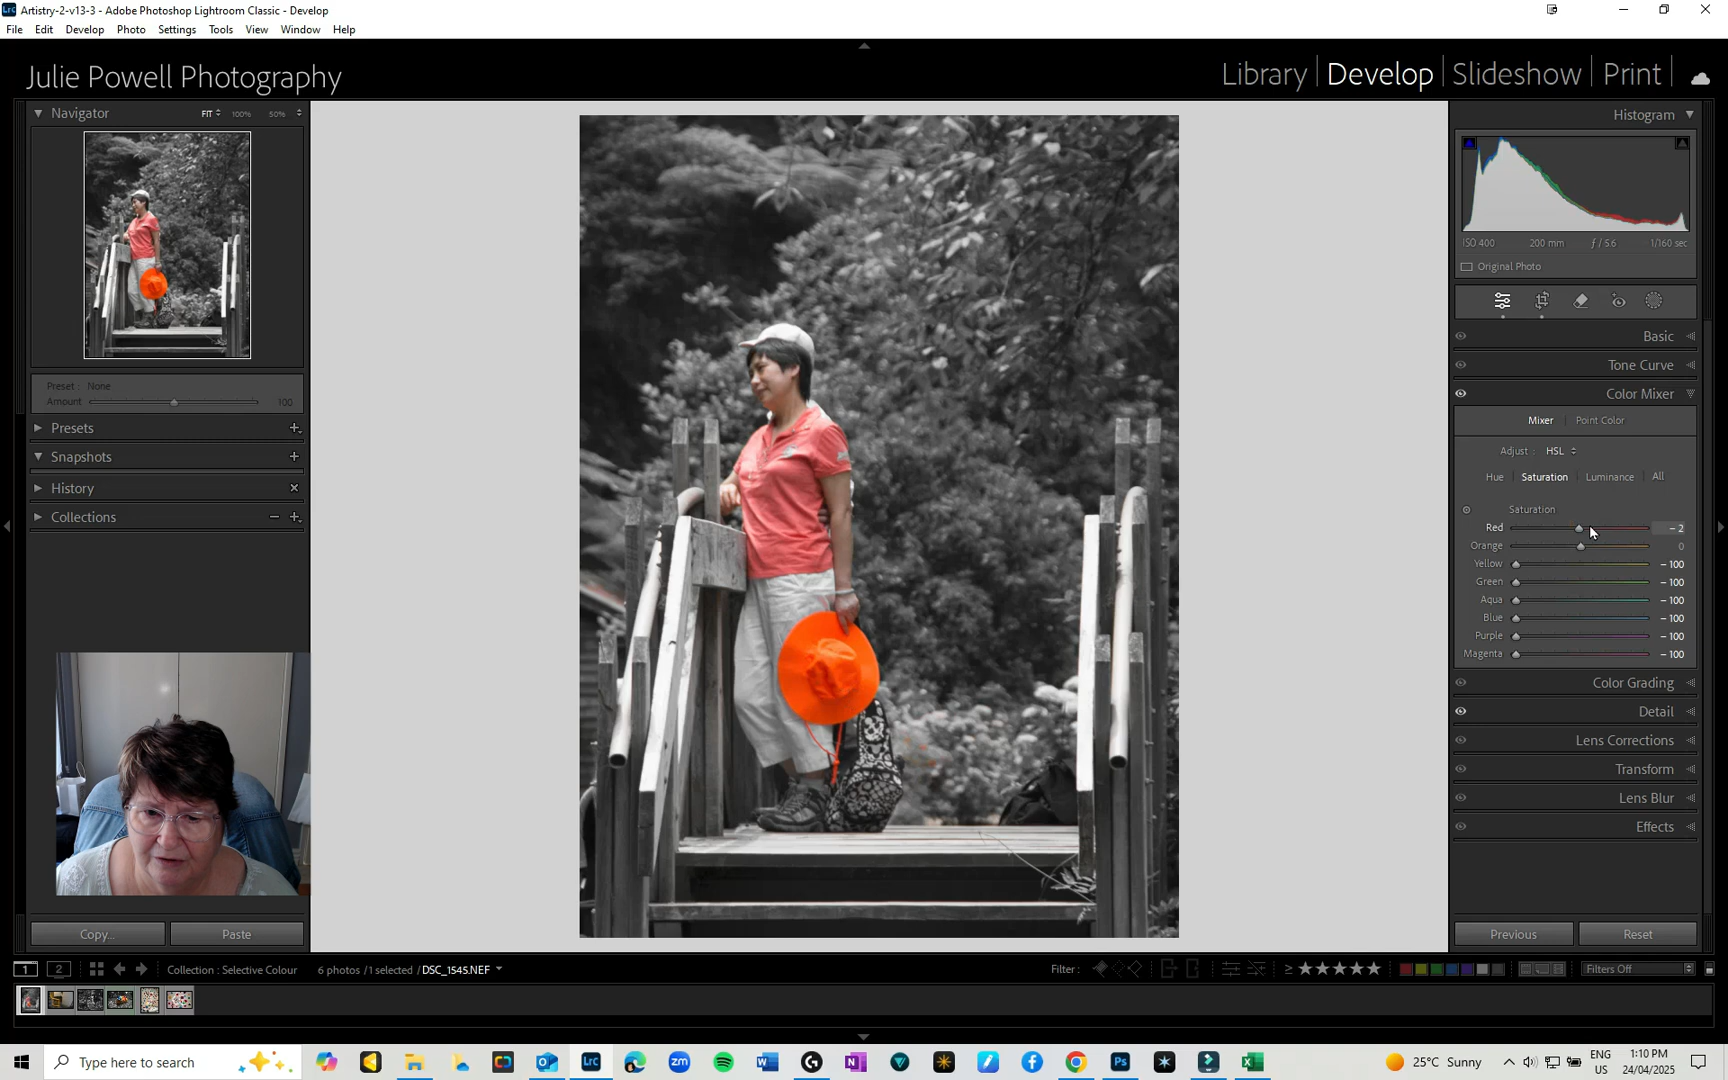 Artistry-2-v13-3 - Adobe Photoshop Lightroom Classic - Develop
File Edit Develop Photo Settings Tools View Window Help
Julie Powell Photography
Library Develop Slideshow Print
Navigator FIT 100% 50%
Histogram
ISO 400 200 mm ƒ / 5.6 1/160 sec
Original Photo
Basic
Tone Curve
Color Mixer
Mixer Point Color
Adjust : HSL
Hue Saturation Luminance All
Saturation
Red - 2
Orange 0
Yellow - 100
Green - 100
Aqua - 100
Blue - 100
Purple - 100
Magenta - 100
Color Grading
Detail
Lens Corrections
Transform
Lens Blur
Effects
Previous Reset
Preset : None
Amount 100
Presets
Snapshots
History
Collections
Copy... Paste
1 2 Collection : Selective Colour 6 photos / 1 selected / DSC_1545.NEF Filter : Filters Off
Type here to search
25°C Sunny
ENG
US
1:10 PM
24/04/2025